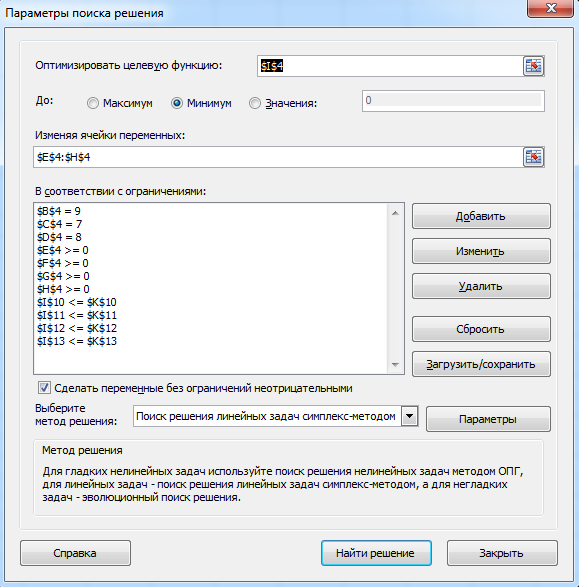 Параметры поиска решения
Оптимизировать целевую функцию: $I$4
До: Максимум Минимум Значения: 0
Изменяя ячейки переменных:
$E$4:$H$4
В соответствии с ограничениями:
$B$4 = 9
$C$4 = 7
$D$4 = 8
$E$4 >= 0
$F$4 >= 0
$G$4 >= 0
$H$4 >= 0
$I$10 <= $K$10
$I$11 <= $K$11
$I$12 <= $K$12
$I$13 <= $K$13
Добавить
Изменить
Удалить
Сбросить
Загрузить/сохранить
Сделать переменные без ограничений неотрицательными
Выберите
метод решения:
Поиск решения линейных задач симплекс-методом
Параметры
Метод решения
Для гладких нелинейных задач используйте поиск решения нелинейных задач методом ОПГ,
для линейных задач - поиск решения линейных задач симплекс-методом, а для негладких
задач - эволюционный поиск решения.
Справка
Найти решение
Закрыть